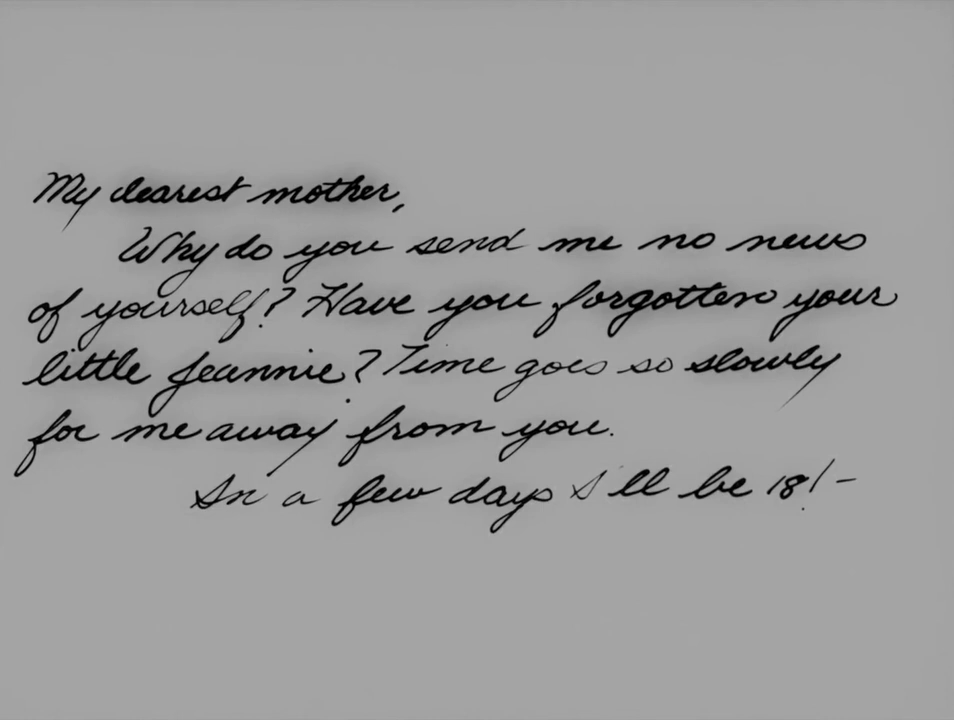 My dearest mother,
Why do you send me no news
of yourself? Have you forgotten your
little Jeannie? Time goes so slowly
for me away from you.
In a few days I'll be 18! -